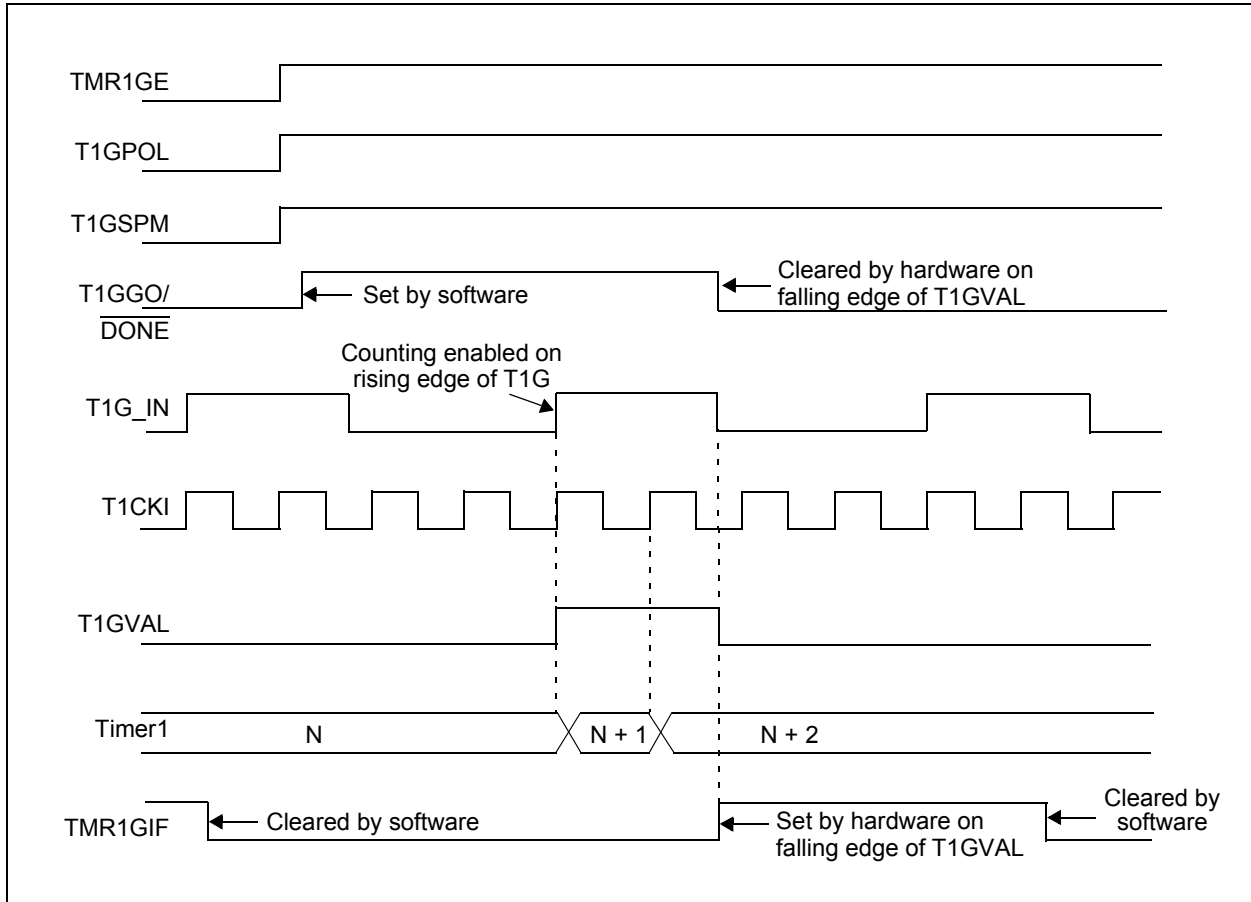 TMR1GE
T1GPOL
T1GSPM
T1GGO/
DONE
Set by software
Cleared by hardware on
falling edge of T1GVAL
Counting enabled on
rising edge of T1G
T1G_IN
T1CKI
T1GVAL
Timer1
N
N + 1
N + 2
TMR1GIF
Cleared by software
Set by hardware on
falling edge of T1GVAL
Cleared by
software